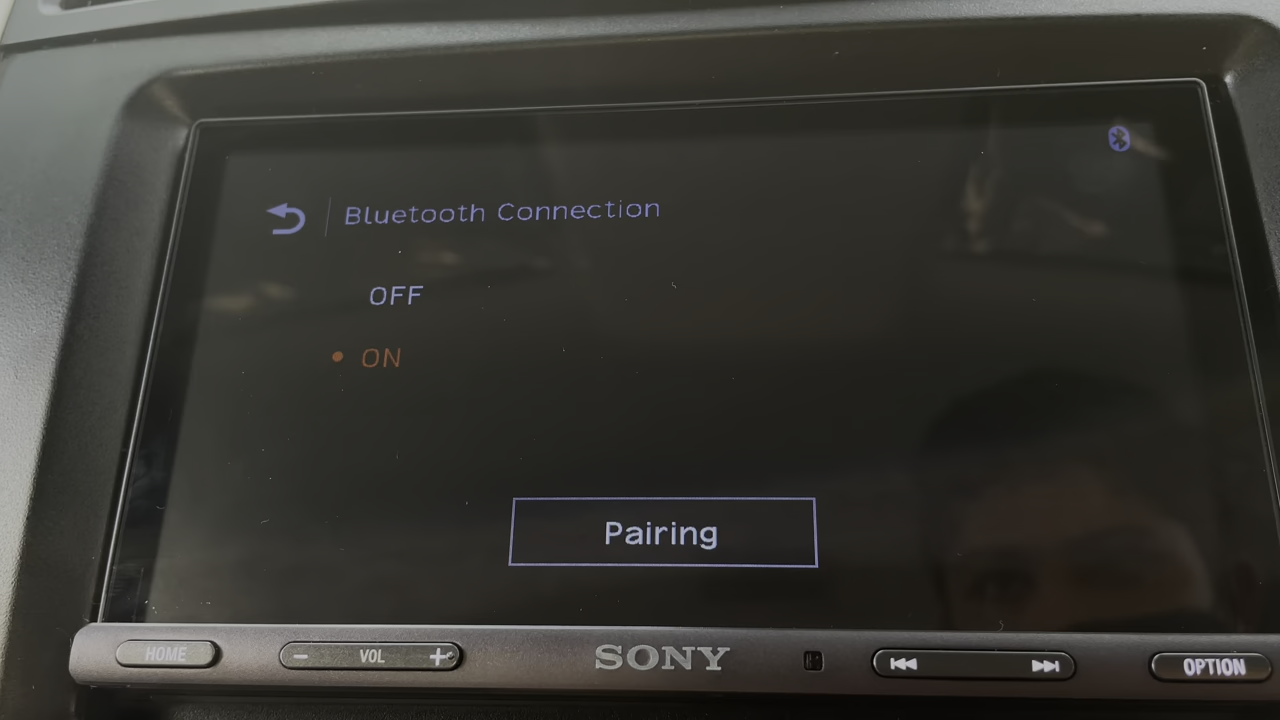 Bluetooth Connection
OFF
ON
Pairing
HOME
- VOL +
SONY
OPTION